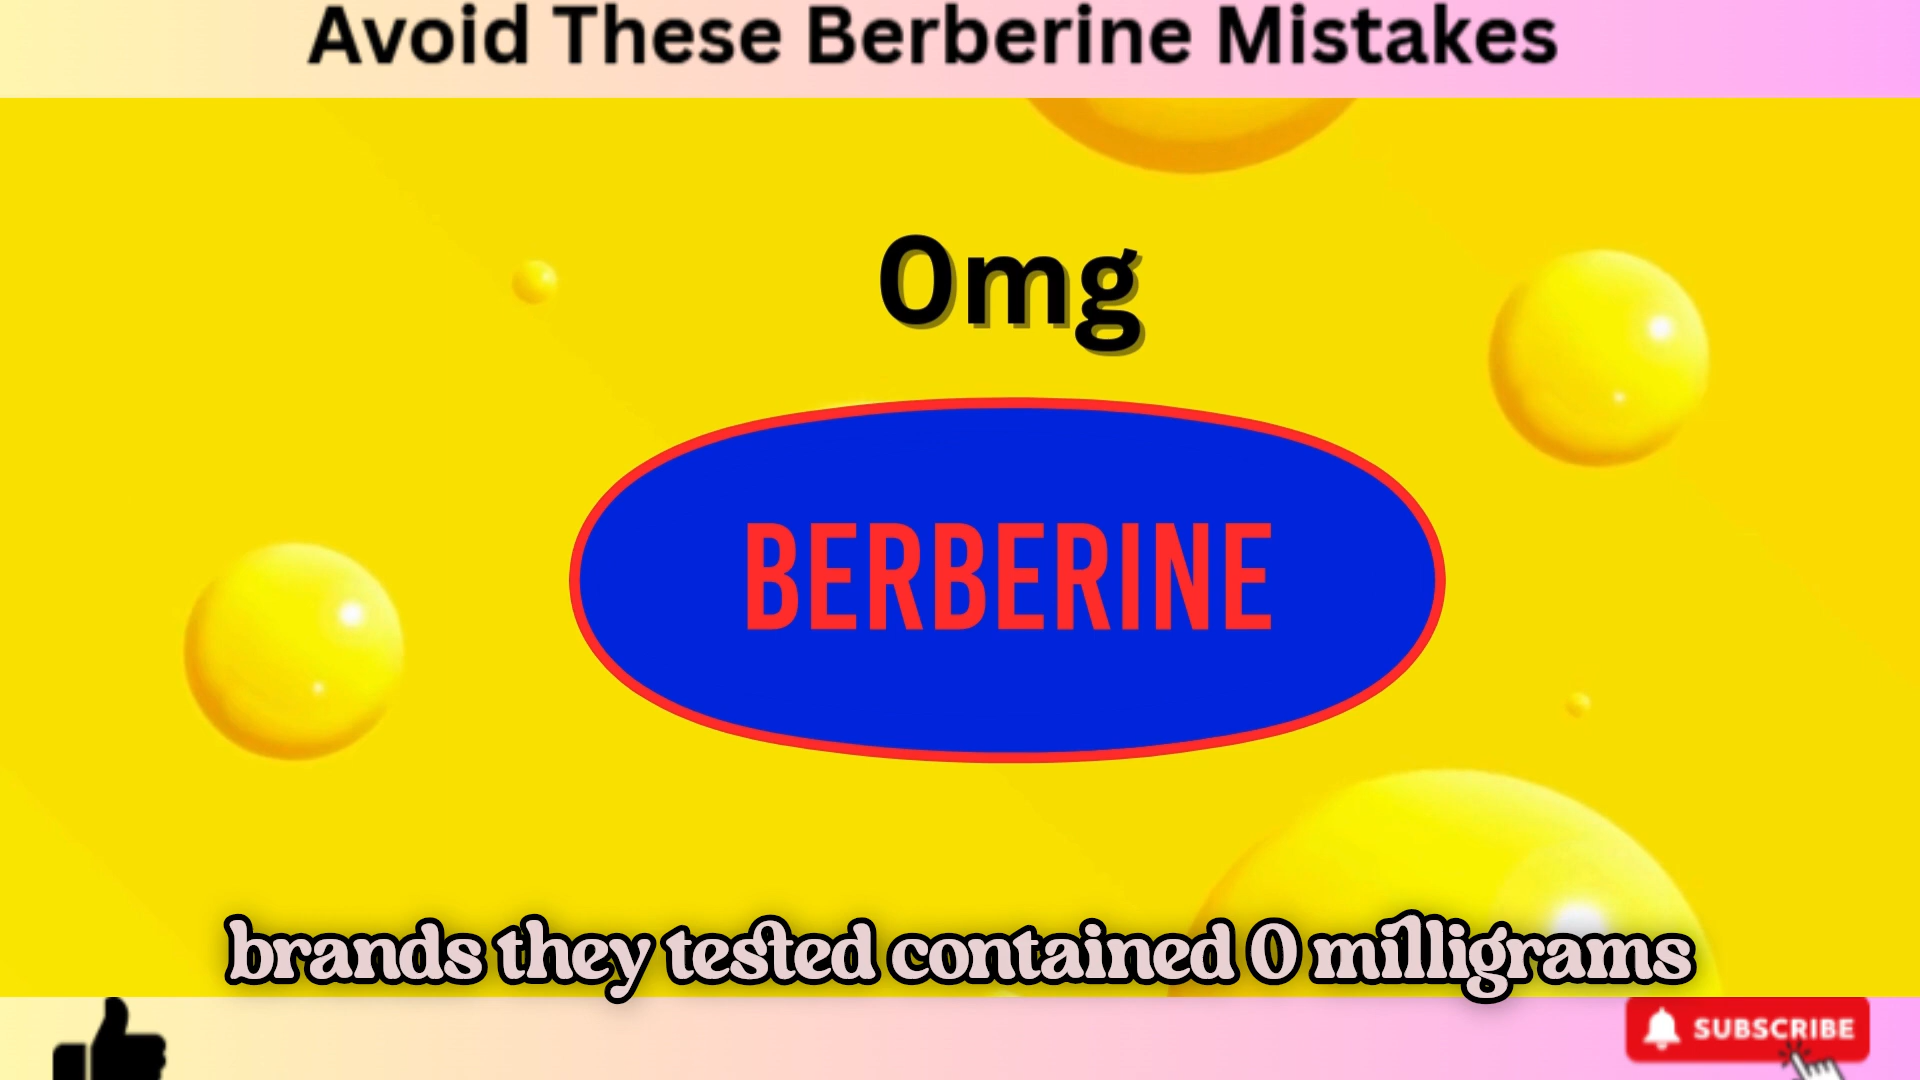 Avoid These Berberine Mistakes
0mg
BERBERINE
brands they tested contained 0 milligrams
SUBSCRIBE